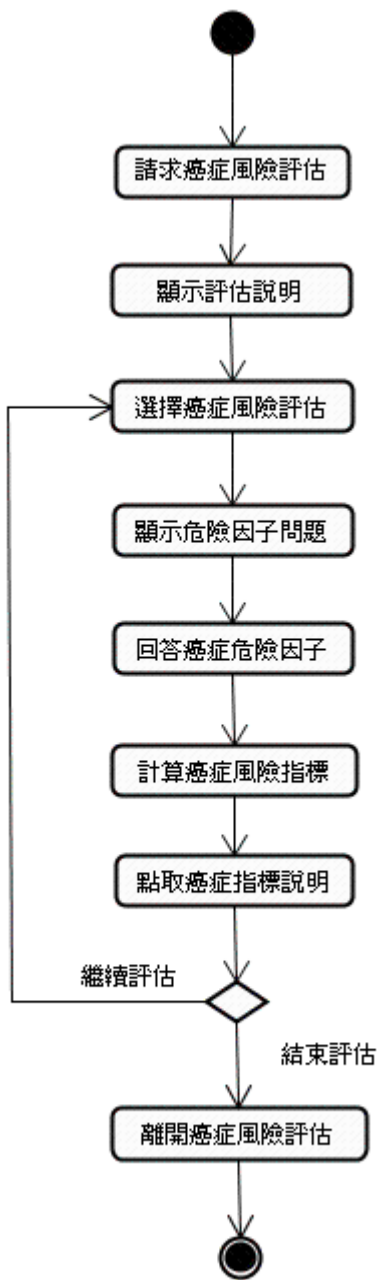 請求癌症風險評估
顯示評估說明
選擇癌症風險評估
顯示危險因子問題
回答癌症危險因子
計算癌症風險指標
點取癌症指標說明
繼續評估
結束評估
離開癌症風險評估